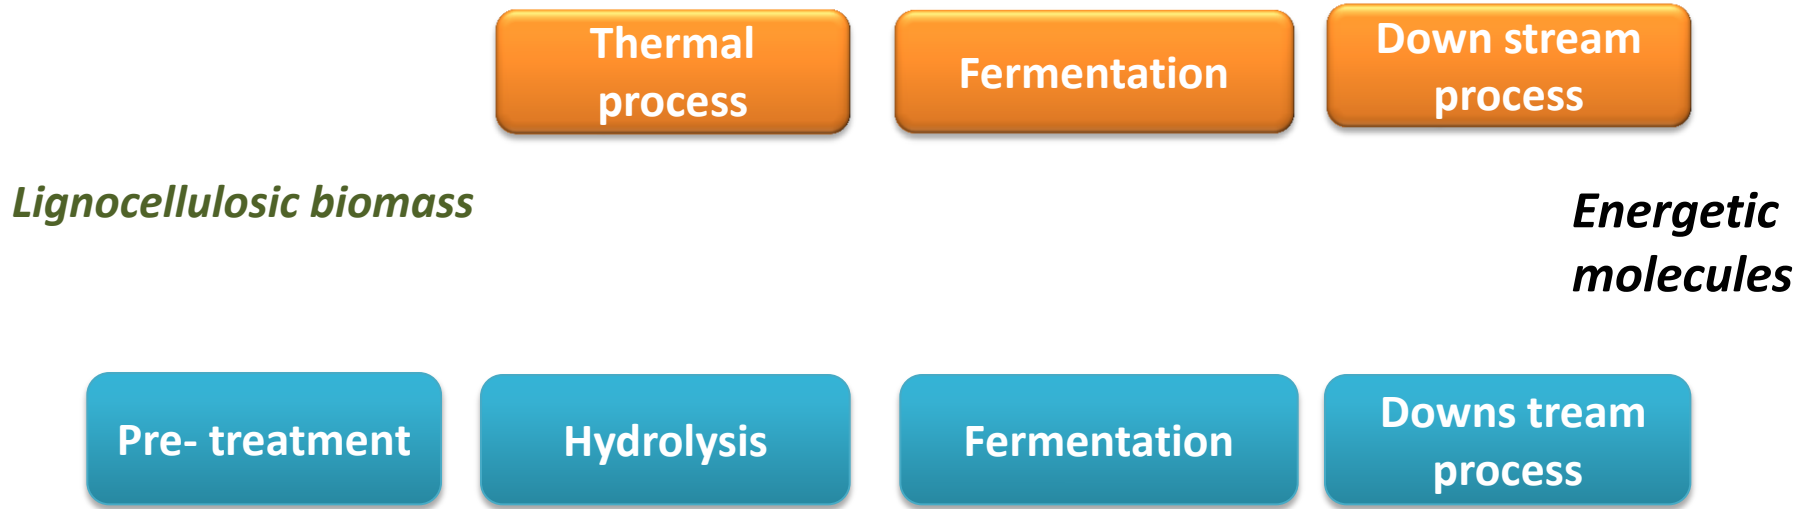 Thermal
process
Fermentation
Down stream
process
Lignocellulosic biomass
Energetic
molecules
Pre- treatment
Hydrolysis
Fermentation
Downs tream
process